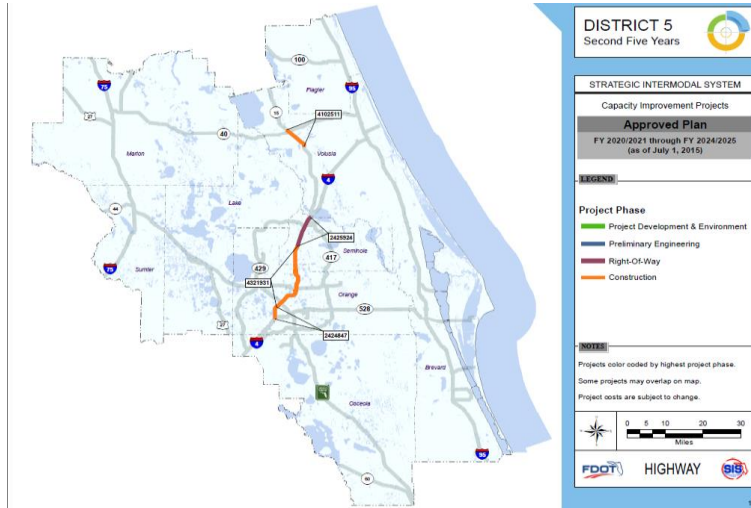 DISTRICT 5
Second Five Years
STRATEGIC INTERMODAL SYSTEM
Capacity Improvement Projects
Approved Plan
FY 2020/2021 through FY 2024/2025
(as of July 1, 2015)
LEGEND
Project Phase
Project Development & Environment
Preliminary Engineering
Right-Of-Way
Construction
NOTES
Projects color coded by highest project phase.
Some projects may overlap on map.
Project costs are subject to change.
0 5 10 20 30
Miles
FDOT
HIGHWAY
SIS
100
Flagler
75
95
15
4102511
27
40
Marion
Volusia
4
Lake
44
2425924
Seminole
417
429
Sumter
75
4321931
Orange
528
27
2424847
4
Brevard
Osceola
95
60